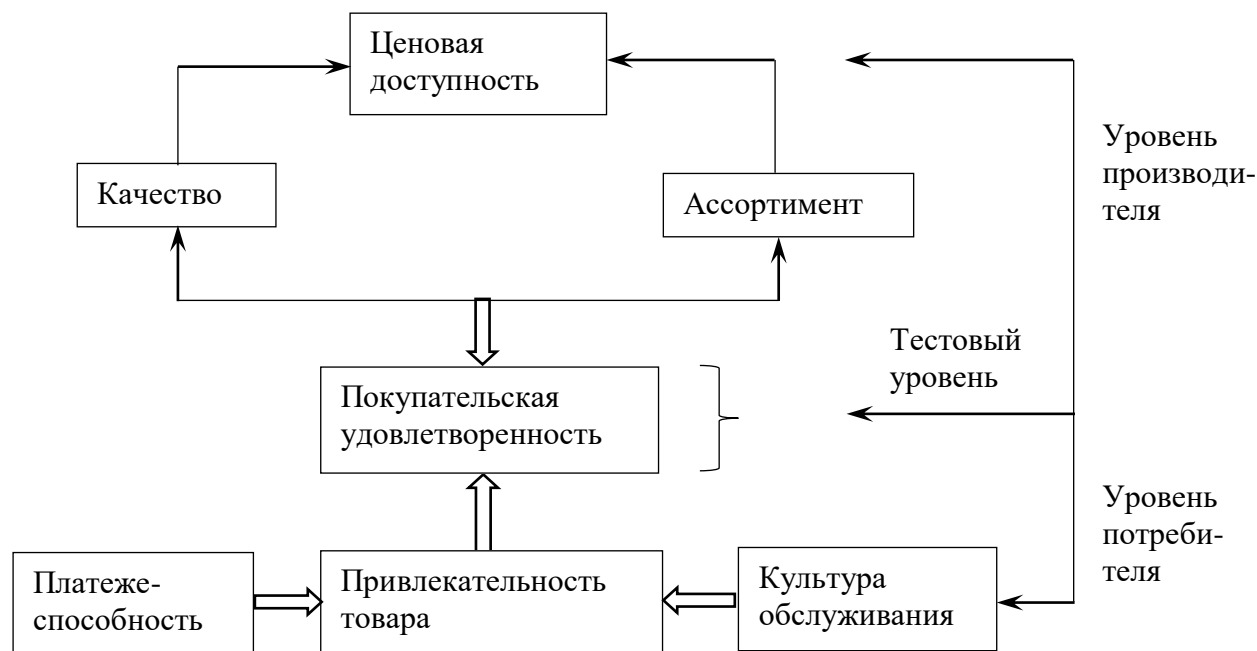 Ценовая
доступность
Уровень
производи-
теля
Качество
Ассортимент
Тестовый
уровень
Покупательская
удовлетворенность
Уровень
потреби-
теля
Платеже-
способность
Привлекательность
товара
Культура
обслуживания